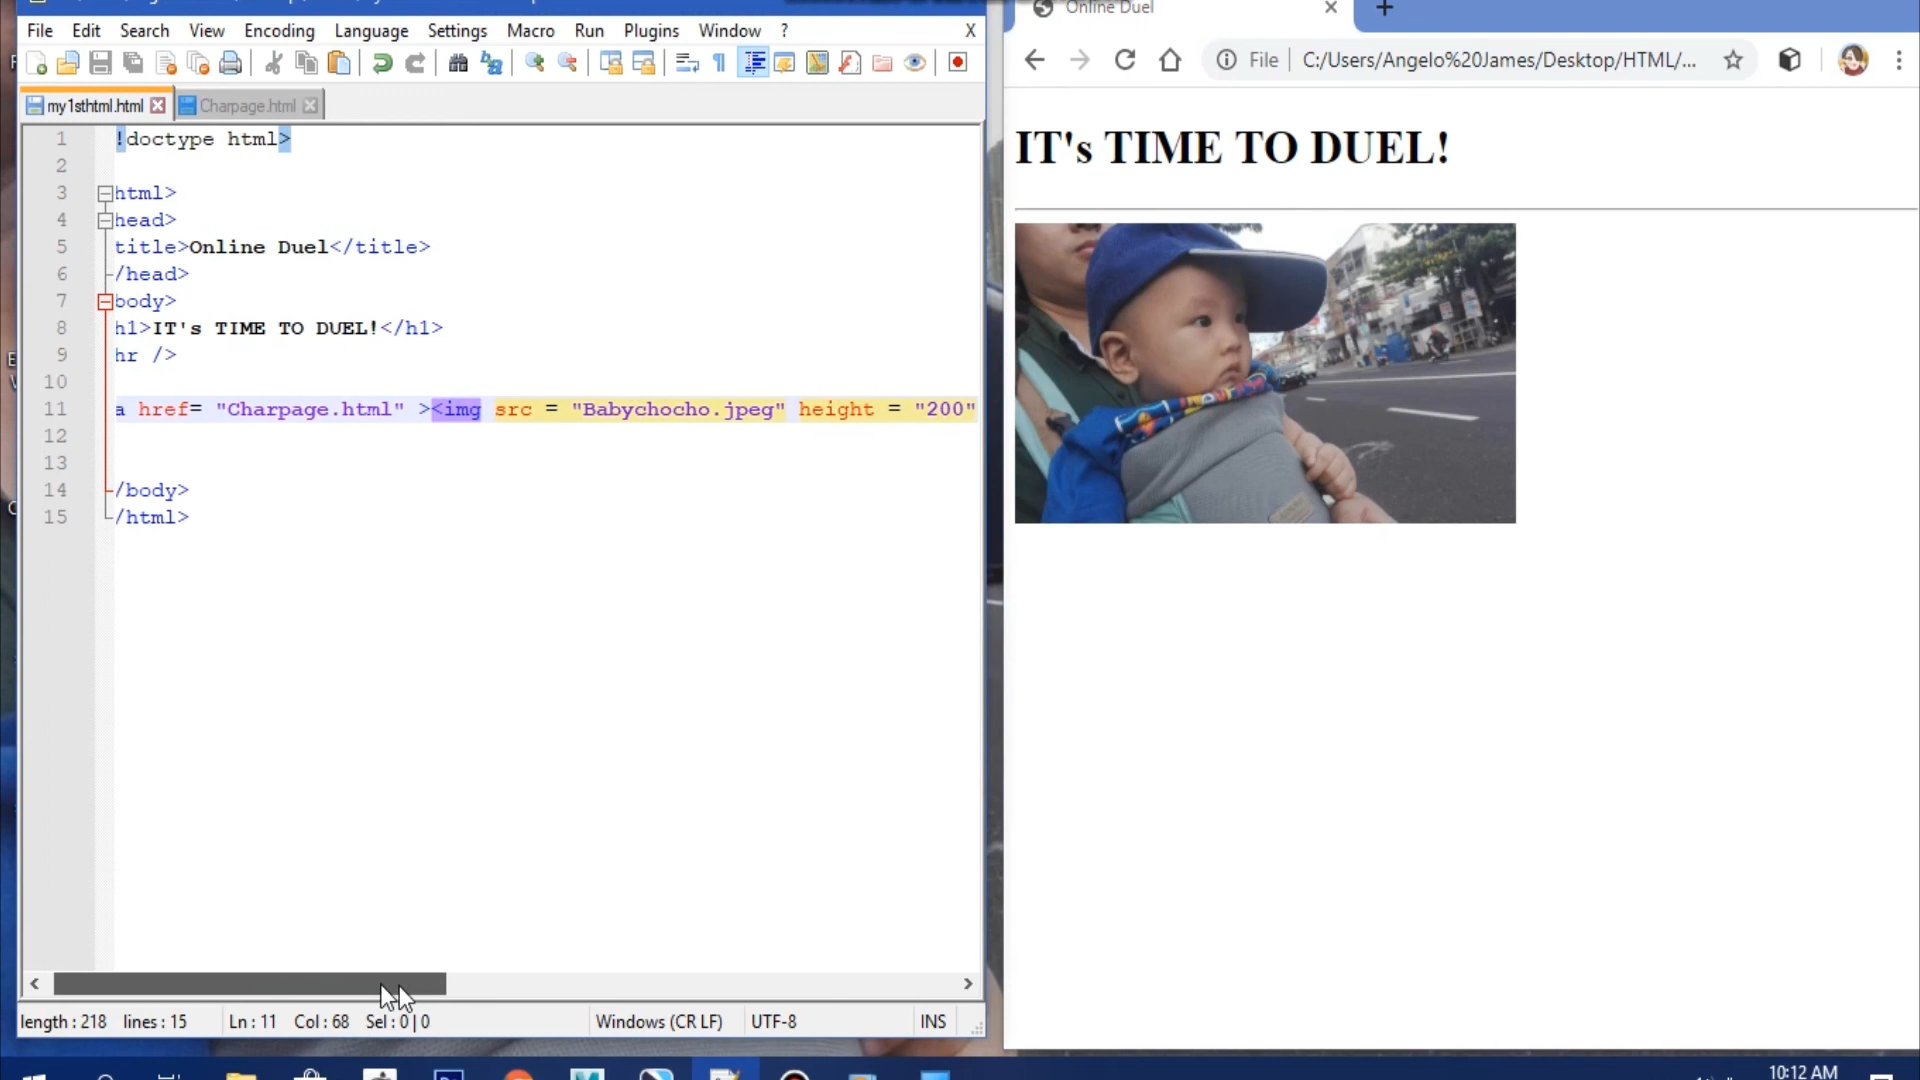 File Edit Search View Encoding Language Settings Macro Run Plugins Window ? X
my1sthtml.html Charpage.html
1 !doctype html>
2
3 html>
4 head>
5 title>Online Duel</title>
6 /head>
7 body>
8 h1>IT's TIME TO DUEL!</h1>
9 hr />
10
11 a href= "Charpage.html" ><img src = "Babychocho.jpeg" height = "200"
12
13
14 /body>
15 /html>
length : 218 lines : 15 Ln : 11 Col : 68 Sel : 0 | 0 Windows (CR LF) UTF-8 INS
Online Duel
File C:/Users/Angelo%20James/Desktop/HTML/...
IT's TIME TO DUEL!
10:12 AM